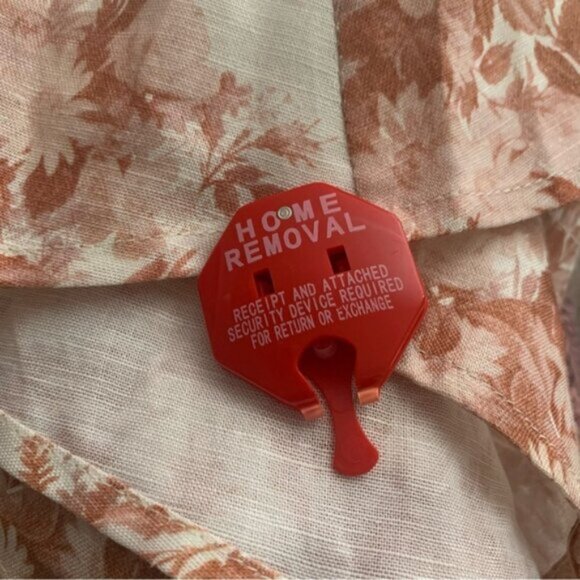 HOME
REMOVAL
RECEIPT AND ATTACHED
SECURITY DEVICE REQUIRED
FOR RETURN OR EXCHANGE